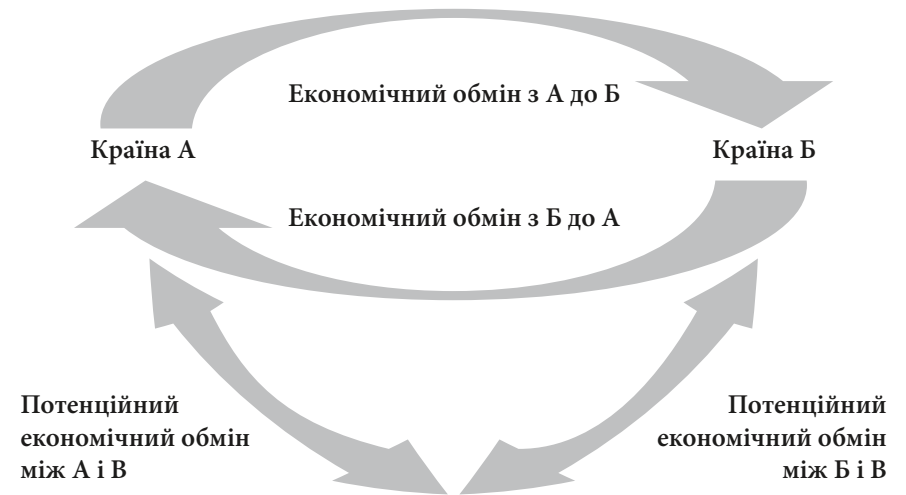 Економічний обмін з А до Б
Країна А
Країна Б
Економічний обмін з Б до А
Потенційний
економічний обмін
між А і В
Потенційний
економічний обмін
між Б і В